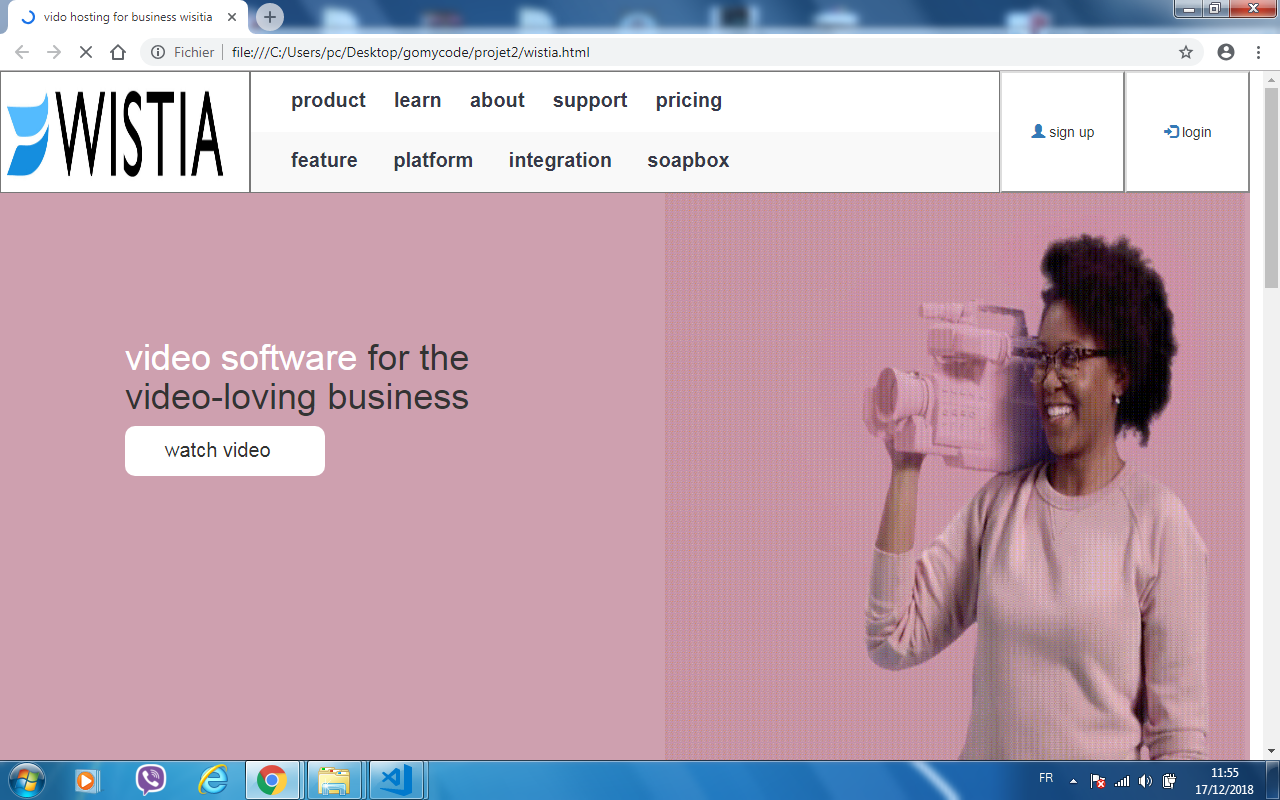 vido hosting for business wisitia
Fichier file:///C:/Users/pc/Desktop/gomycode/projet2/wistia.html
WISTIA
product learn about support pricing
feature platform integration soapbox
sign up
login
video software for the
video-loving business
watch video
FR
11:55
17/12/2018